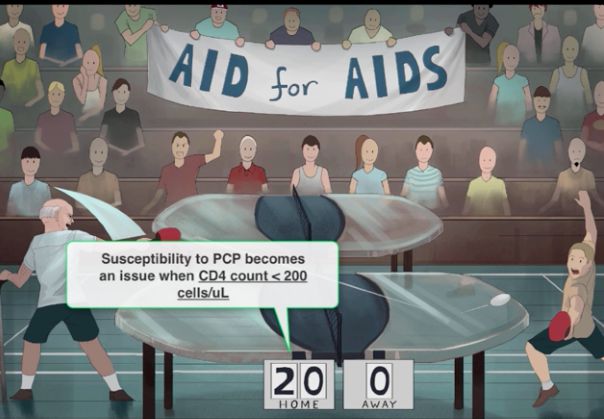 AID for AIDS
Susceptibility to PCP becomes
an issue when CD4 count < 200
cells/uL
20 0
HOME AWAY